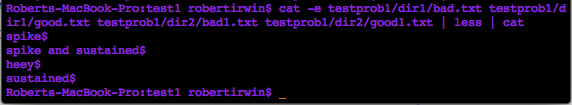 Roberts-MacBook-Pro:test1 robertirwin$ cat -e testprob1/dir1/bad.txt testprob1/d
ir1/good.txt testprob1/dir2/bad1.txt testprob1/dir2/good1.txt | less | cat
spike$
spike and sustained$
heey$
sustained$
Roberts-MacBook-Pro:test1 robertirwin$ _